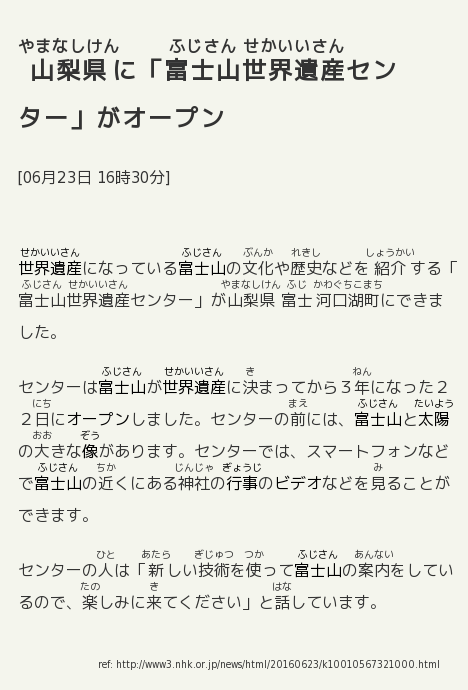 やまなしけん ふじさん せかいいさん
山梨県に「富士山世界遺産セン
ター」がオープン
[06月23日 16時30分]
せかいいさん ふじさん ぶんか れきし しょうかい
世界遺産になっている富士山の文化や歴史などを紹介する「
ふじさん せかいいさん やまなしけん ふじ かわぐちこまち
富士山世界遺産センター」が山梨県富士河口湖町にできま
した。
ふじさん せかいいさん き ねん
センターは富士山が世界遺産に決まってから３年になった２
にち まえ ふじさん たいよう
２日にオープンしました。センターの前には、富士山と太陽
おお ぞう
の大きな像があります。センターでは、スマートフォンなど
ふじさん ちか じんじゃ ぎょうじ み
で富士山の近くにある神社の行事のビデオなどを見ることが
できます。
ひと あたら ぎじゅつ つか ふじさん あんない
センターの人は「新しい技術を使って富士山の案内をしてい
たの き はな
るので、楽しみに来てください」と話しています。
ref: http://www3.nhk.or.jp/news/html/20160623/k10010567321000.html